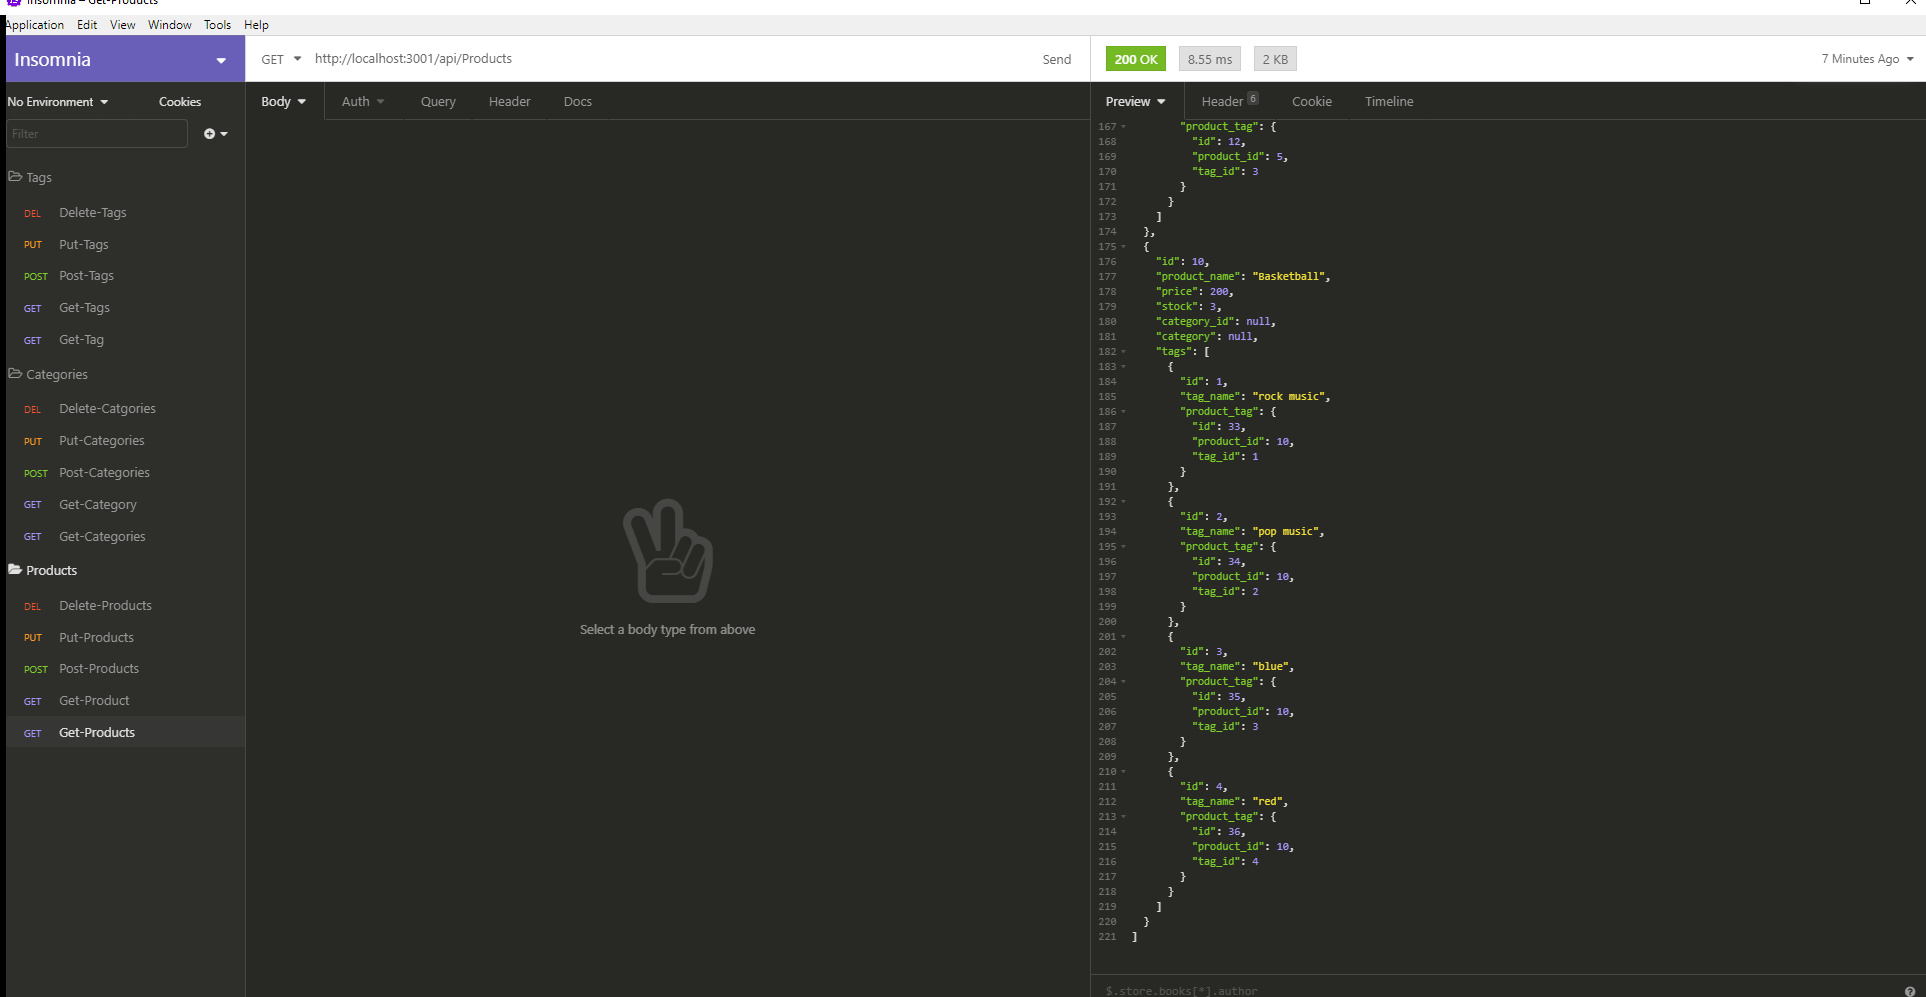 Insomnia – Get-Products
Application Edit View Window Tools Help
Insomnia
GET http://localhost:3001/api/Products Send
200 OK 8.55 ms 2 KB 7 Minutes Ago
No Environment Cookies
Body Auth Query Header Docs
Preview Header 6 Cookie Timeline
Filter
Tags
DEL Delete-Tags
PUT Put-Tags
POST Post-Tags
GET Get-Tags
GET Get-Tag
Categories
DEL Delete-Catgories
PUT Put-Categories
POST Post-Categories
GET Get-Category
GET Get-Categories
Products
DEL Delete-Products
PUT Put-Products
POST Post-Products
GET Get-Product
GET Get-Products
Select a body type from above
167 "product_tag": {
168 "id": 12,
169 "product_id": 5,
170 "tag_id": 3
171 }
172 }
173 ]
174 },
175 {
176 "id": 10,
177 "product_name": "Basketball",
178 "price": 200,
179 "stock": 3,
180 "category_id": null,
181 "category": null,
182 "tags": [
183 {
184 "id": 1,
185 "tag_name": "rock music",
186 "product_tag": {
187 "id": 33,
188 "product_id": 10,
189 "tag_id": 1
190 }
191 },
192 {
193 "id": 2,
194 "tag_name": "pop music",
195 "product_tag": {
196 "id": 34,
197 "product_id": 10,
198 "tag_id": 2
199 }
200 },
201 {
202 "id": 3,
203 "tag_name": "blue",
204 "product_tag": {
205 "id": 35,
206 "product_id": 10,
207 "tag_id": 3
208 }
209 },
210 {
211 "id": 4,
212 "tag_name": "red",
213 "product_tag": {
214 "id": 36,
215 "product_id": 10,
216 "tag_id": 4
217 }
218 }
219 ]
220 }
221 ]
$.store.books[*].author